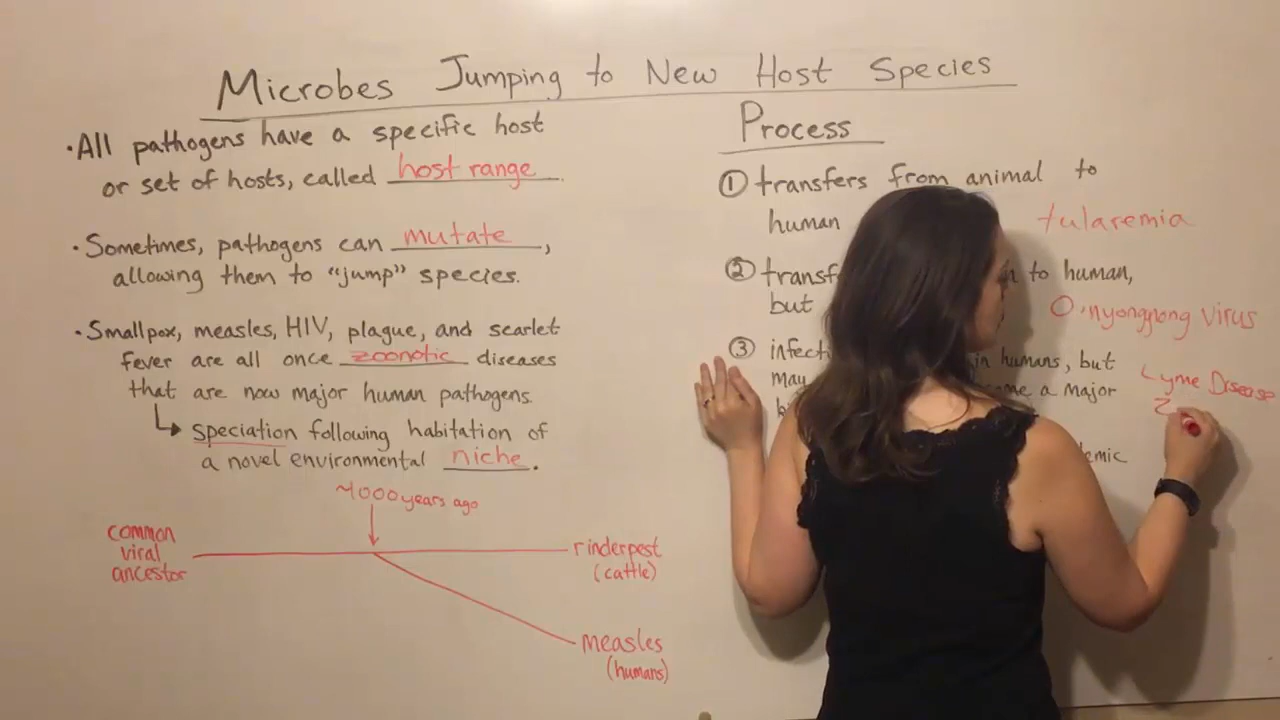 Microbes Jumping to New Host Species
• All pathogens have a specific host
or set of hosts, called host range.
• Sometimes, pathogens can mutate,
allowing them to "jump" species.
• Smallpox, measles, HIV, plague, and scarlet
fever are all once zoonotic diseases
that are now major human pathogens.
↳ speciation following habitation of
a novel environmental niche.
~1000 years ago
common
viral
ancestor
rinderpest
(cattle)
measles
(humans)
Process
① transfers from animal to
human tularemia
② to human,
but O'nyongnong virus
③ in humans, but
may a major
Lyme Disease